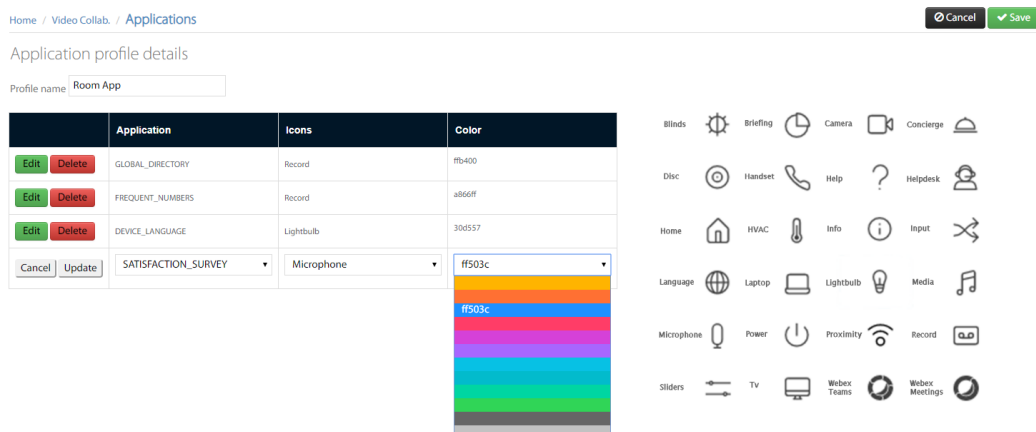 Home / Video Collab. / Applications
Cancel
Save
Application profile details
Profile name Room App
Application Icons Color
Edit Delete GLOBAL_DIRECTORY Record ffb400
Edit Delete FREQUENT_NUMBERS Record a866ff
Edit Delete DEVICE_LANGUAGE Lightbulb 30d557
Cancel Update SATISFACTION_SURVEY Microphone ff503c
ff503c
Blinds Briefing Camera Concierge
Disc Handset Help Helpdesk
Home HVAC Info Input
Language Laptop Lightbulb Media
Microphone Power Proximity Record
Sliders Tv Webex Teams Webex Meetings